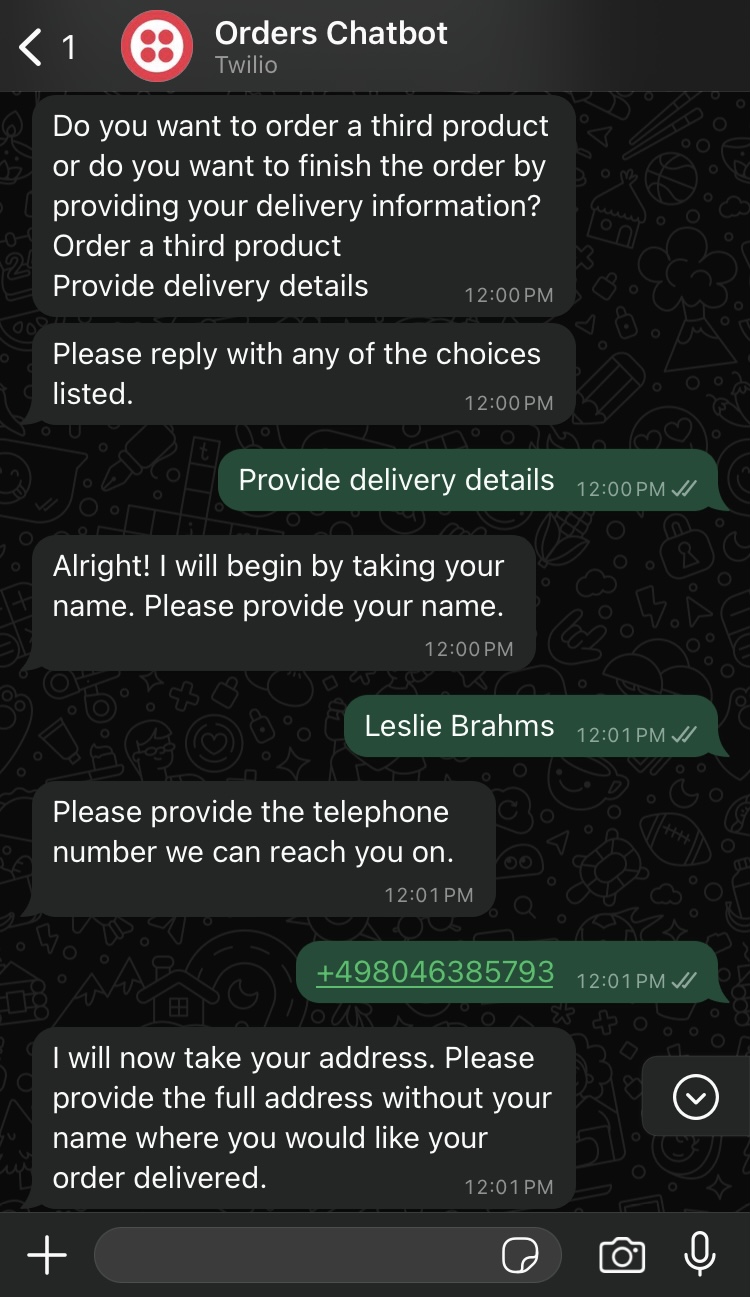 1
Orders Chatbot
Twilio
Do you want to order a third product
or do you want to finish the order by
providing your delivery information?
Order a third product
Provide delivery details
12:00 PM
Please reply with any of the choices
listed.
12:00 PM
Provide delivery details
12:00 PM
Alright! I will begin by taking your
name. Please provide your name.
12:00 PM
Leslie Brahms
12:01 PM
Please provide the telephone
number we can reach you on.
12:01 PM
+498046385793
12:01 PM
I will now take your address. Please
provide the full address without your
name where you would like your
order delivered.
12:01 PM